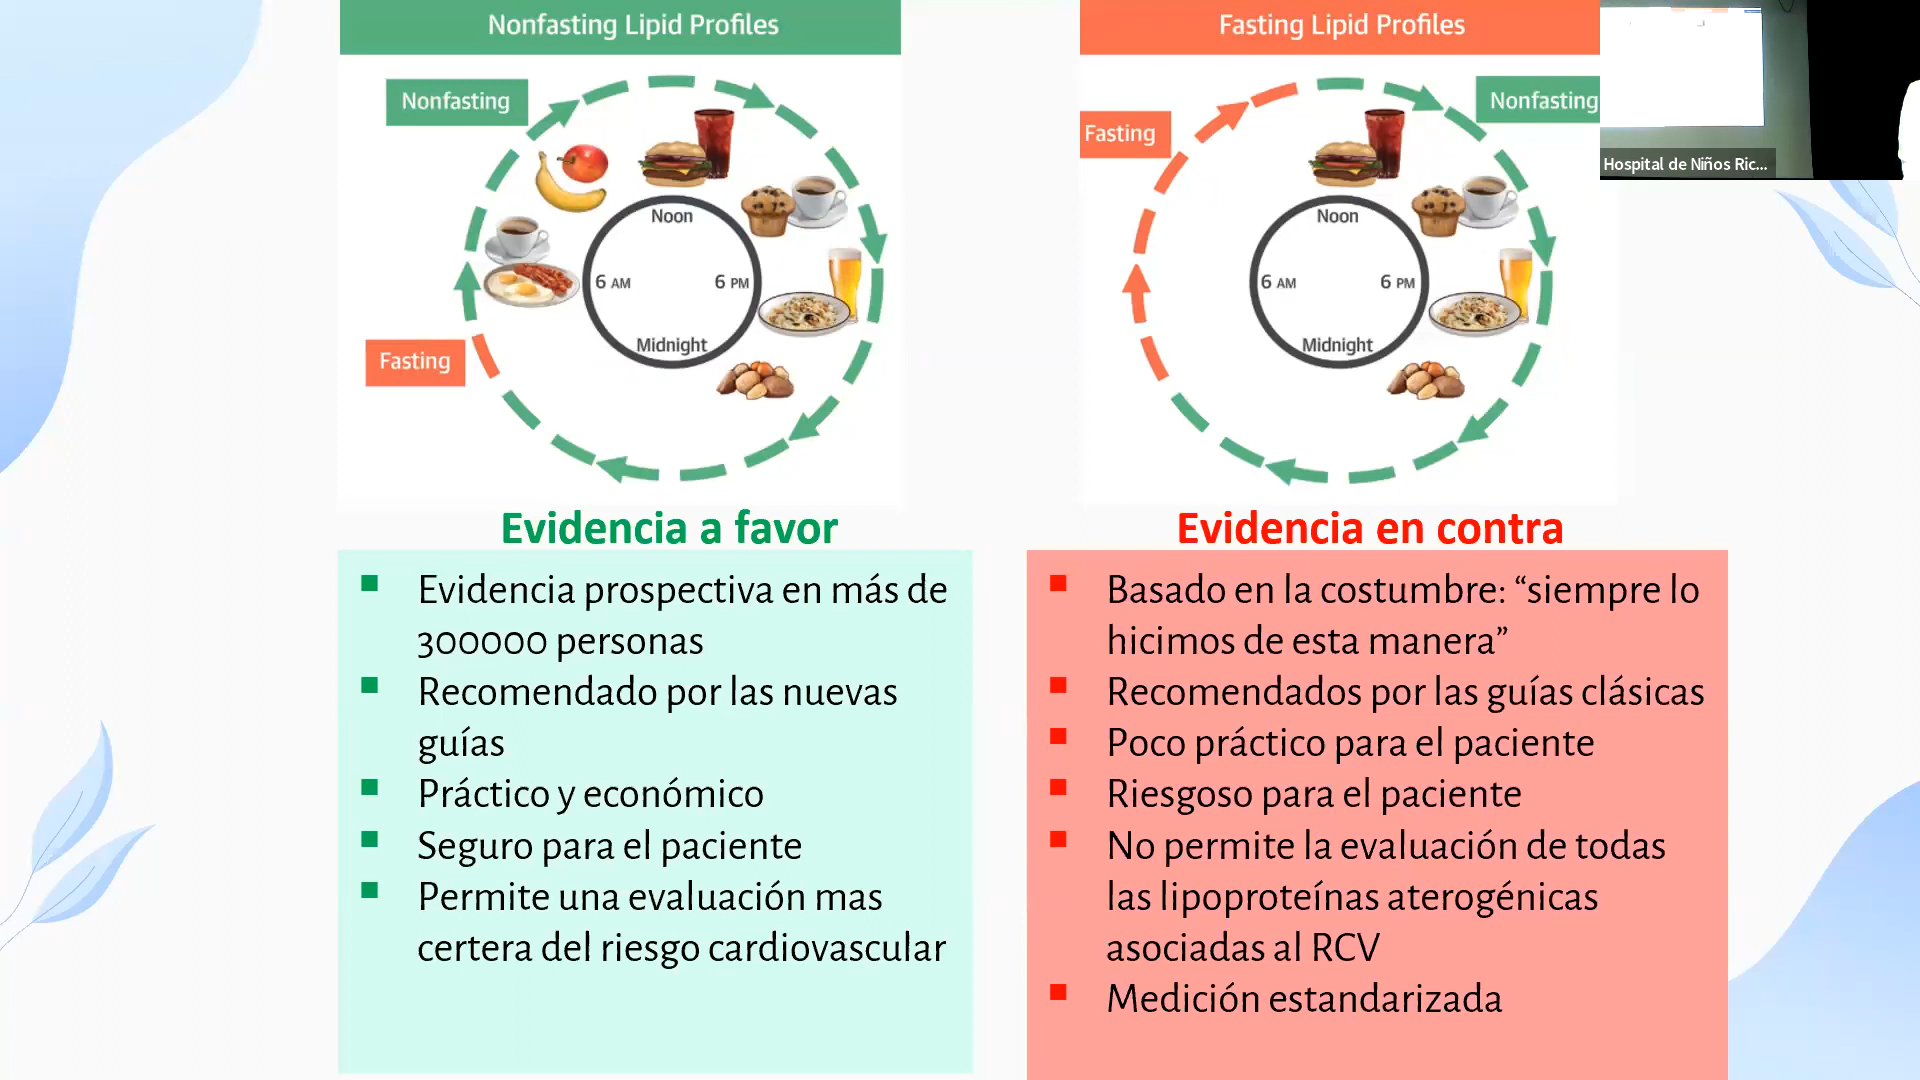 Nonfasting Lipid Profiles
Nonfasting
Noon
6 AM
6 PM
Midnight
Fasting
Fasting Lipid Profiles
Nonfasting
Fasting
Noon
6 AM
6 PM
Midnight
Hospital de Niños Ric...
Evidencia a favor
Evidencia prospectiva en más de
300000 personas
Recomendado por las nuevas
guías
Práctico y económico
Seguro para el paciente
Permite una evaluación mas
certera del riesgo cardiovascular
Evidencia en contra
Basado en la costumbre: “siempre lo
hicimos de esta manera”
Recomendados por las guías clásicas
Poco práctico para el paciente
Riesgoso para el paciente
No permite la evaluación de todas
las lipoproteínas aterogénicas
asociadas al RCV
Medición estandarizada